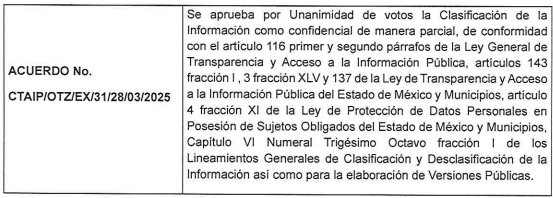 ACUERDO No.
CTAIP/OTZ/EX/31/28/03/2025
Se aprueba por Unanimidad de votos la Clasificación de la
Información como confidencial de manera parcial, de conformidad
con el artículo 116 primer y segundo párrafos de la Ley General de
Transparencia y Acceso a la Información Pública, artículos 143
fracción I , 3 fracción XLV y 137 de la Ley de Transparencia y Acceso
a la Información Pública del Estado de México y Municipios, artículo
4 fracción XI de la Ley de Protección de Datos Personales en
Posesión de Sujetos Obligados del Estado de México y Municipios,
Capítulo VI Numeral Trigésimo Octavo fracción I de los
Lineamientos Generales de Clasificación y Desclasificación de la
Información así como para la elaboración de Versiones Públicas.